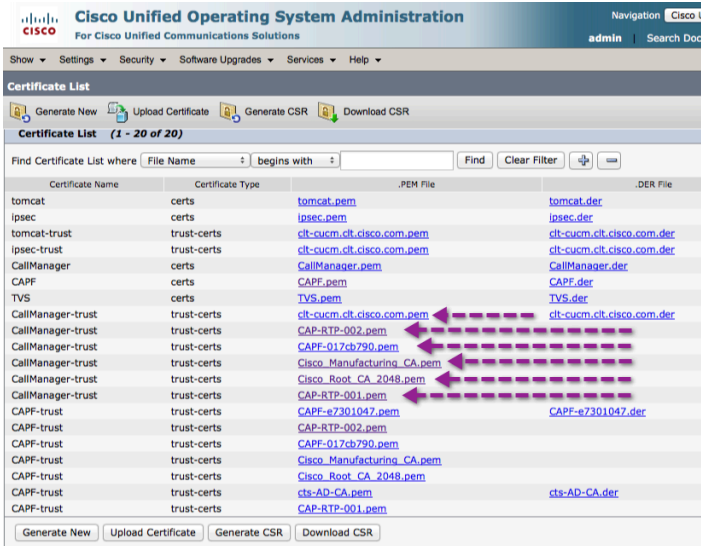 cisco
Cisco Unified Operating System Administration
For Cisco Unified Communications Solutions
Navigation Cisco
admin Search Doc
Show Settings Security Software Upgrades Services Help
Certificate List
Generate New Upload Certificate Generate CSR Download CSR
Certificate List (1 - 20 of 20)
Find Certificate List where File Name begins with Find Clear Filter
Certificate Name Certificate Type .PEM File .DER File
tomcat certs tomcat.pem tomcat.der
ipsec certs ipsec.pem ipsec.der
tomcat-trust trust-certs clt-cucm.clt.cisco.com.pem clt-cucm.clt.cisco.com.der
ipsec-trust trust-certs clt-cucm.clt.cisco.com.pem clt-cucm.clt.cisco.com.der
CallManager certs CallManager.pem CallManager.der
CAPF certs CAPF.pem CAPF.der
TVS certs TVS.pem TVS.der
CallManager-trust trust-certs clt-cucm.clt.cisco.com.pem clt-cucm.clt.cisco.com.der
CallManager-trust trust-certs CAP-RTP-002.pem
CallManager-trust trust-certs CAPF-017cb790.pem
CallManager-trust trust-certs Cisco_Manufacturing_CA.pem
CallManager-trust trust-certs Cisco_Root_CA_2048.pem
CallManager-trust trust-certs CAP-RTP-001.pem
CAPF-trust trust-certs CAPF-e7301047.pem CAPF-e7301047.der
CAPF-trust trust-certs CAP-RTP-002.pem
CAPF-trust trust-certs CAPF-017cb790.pem
CAPF-trust trust-certs Cisco_Manufacturing_CA.pem
CAPF-trust trust-certs Cisco_Root_CA_2048.pem
CAPF-trust trust-certs cts-AD-CA.pem cts-AD-CA.der
CAPF-trust trust-certs CAP-RTP-001.pem
Generate New Upload Certificate Generate CSR Download CSR